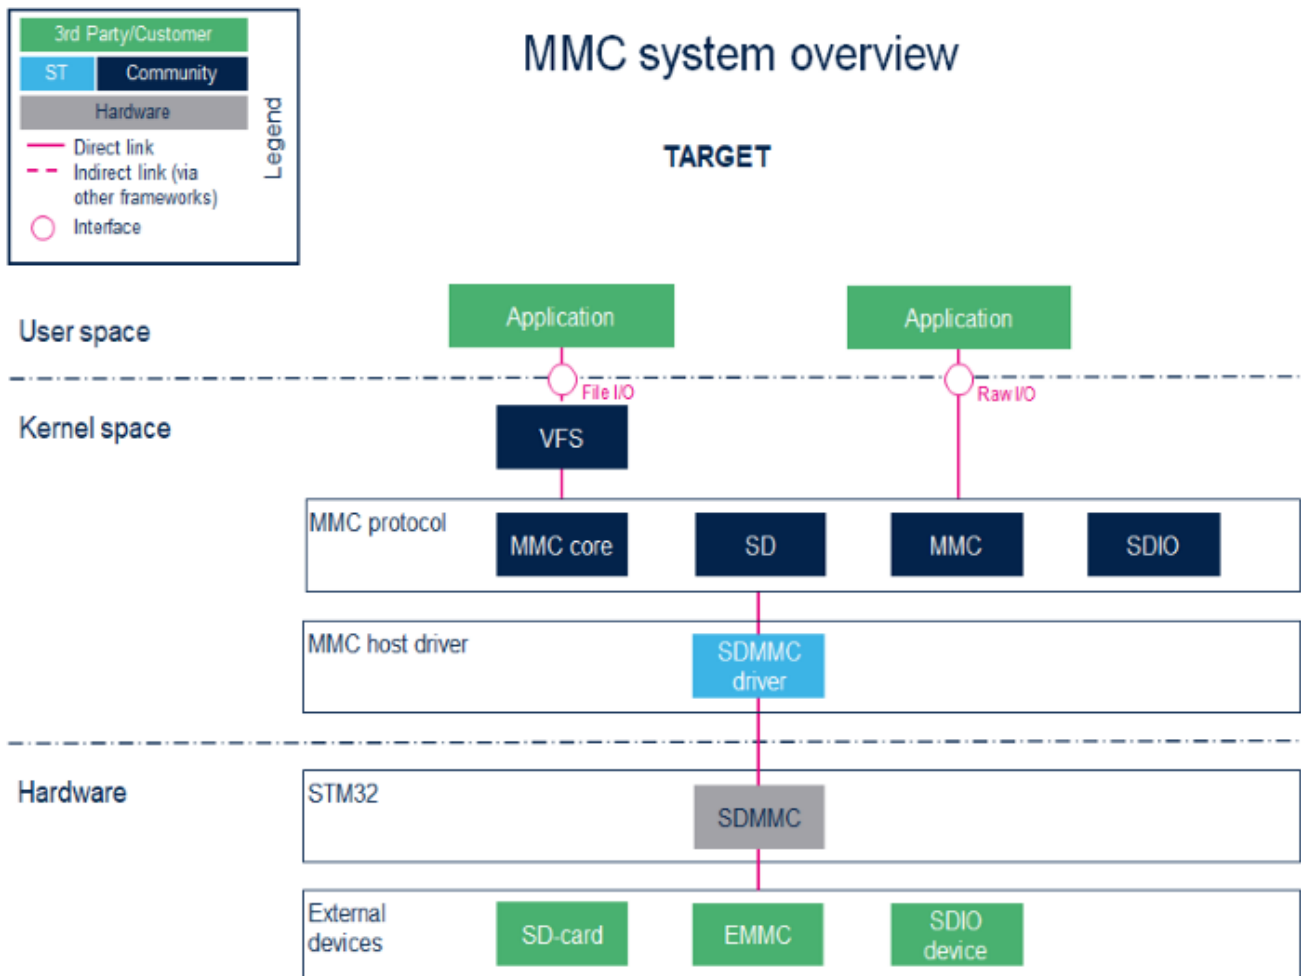 3rd Party/Customer
ST
Community
Hardware
Direct link
Indirect link (via
other frameworks)
Interface
Legend
MMC system overview
TARGET
User space
Application
Application
File I/O
Raw I/O
Kernel space
VFS
MMC protocol
MMC core
SD
MMC
SDIO
MMC host driver
SDMMC
driver
Hardware
STM32
SDMMC
External
devices
SD-card
EMMC
SDIO
device